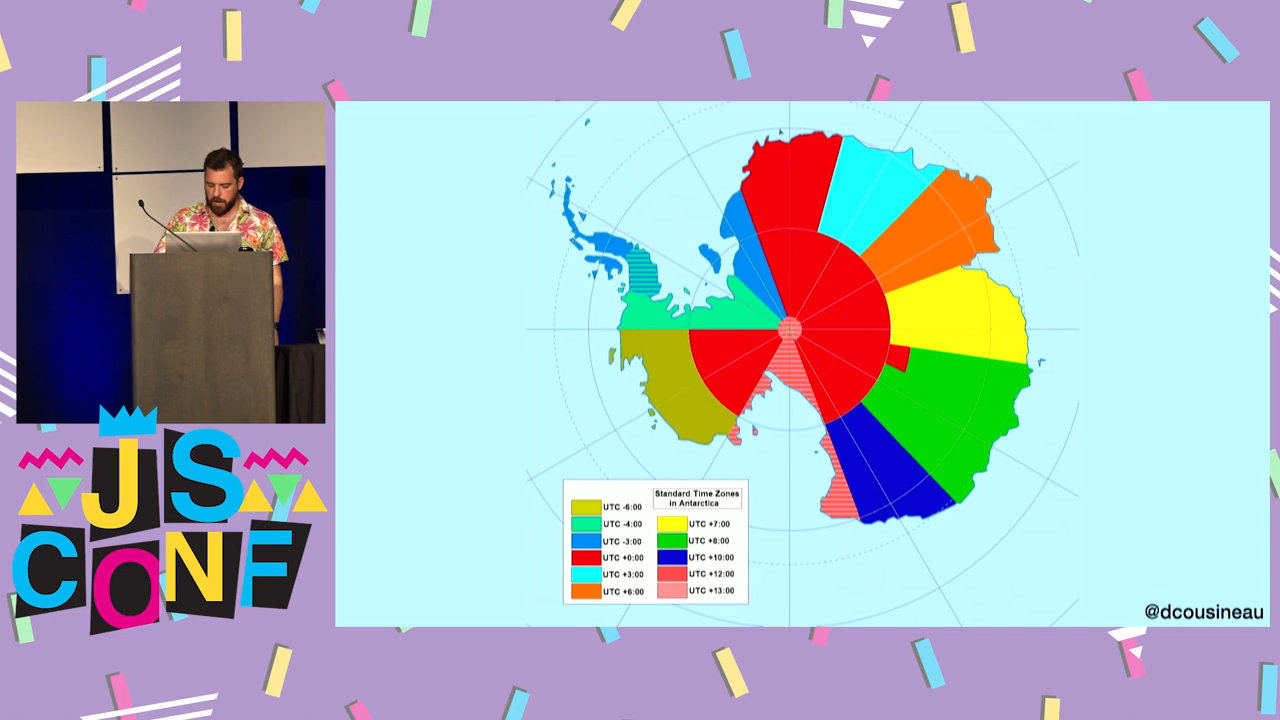 JS
CONF
Standard Time Zones
in Antarctica
UTC -6:00
UTC -4:00
UTC -3:00
UTC +0:00
UTC +3:00
UTC +6:00
UTC +7:00
UTC +8:00
UTC +10:00
UTC +12:00
UTC +13:00
@dcousineau